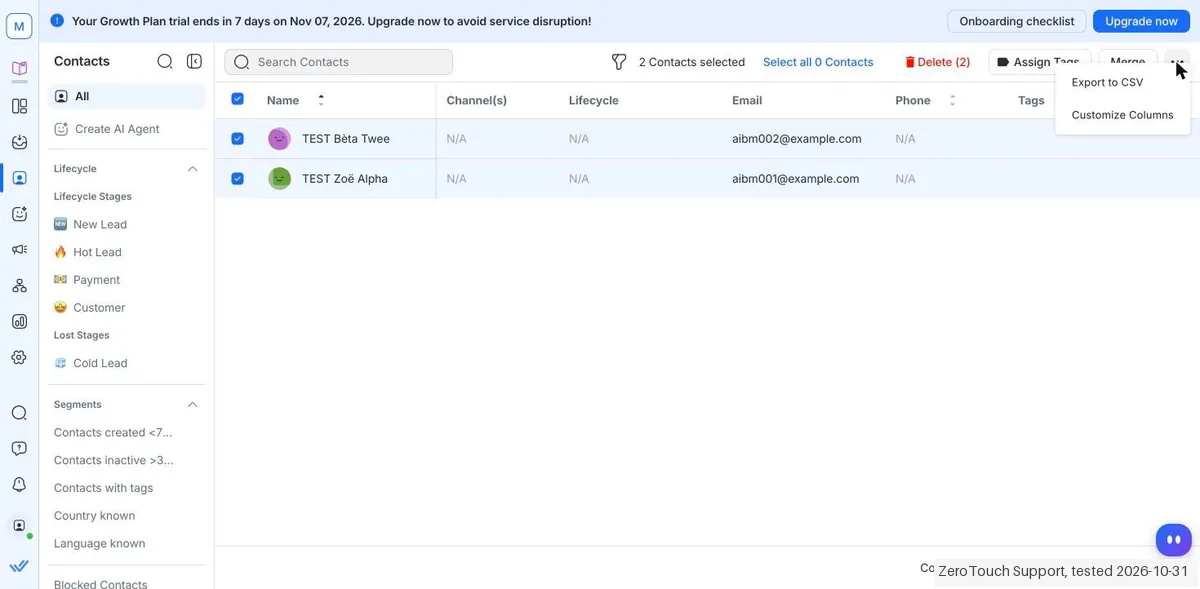 M
Your Growth Plan trial ends in 7 days on Nov 07, 2026. Upgrade now to avoid service disruption!
Onboarding checklist
Upgrade now
Contacts
Search Contacts
2 Contacts selected
Select all 0 Contacts
Delete (2)
Assign Tags
Merge
Export to CSV
Customize Columns
All
Create AI Agent
Lifecycle
Lifecycle Stages
NEW New Lead
Hot Lead
Payment
Customer
Lost Stages
Cold Lead
Segments
Contacts created <7...
Contacts inactive >3...
Contacts with tags
Country known
Language known
Blocked Contacts
Name Channel(s) Lifecycle Email Phone Tags
TEST Bèta Twee N/A N/A aibm002@example.com N/A
TEST Zoë Alpha N/A N/A aibm001@example.com N/A
Co
ZeroTouch Support, tested 2026-10-31